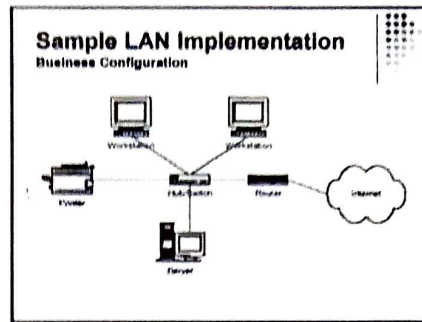 Sample LAN Implementation
Business Configuration
Workstation
Workstation
Printer
Hub/Switch
Router
Internet
Server